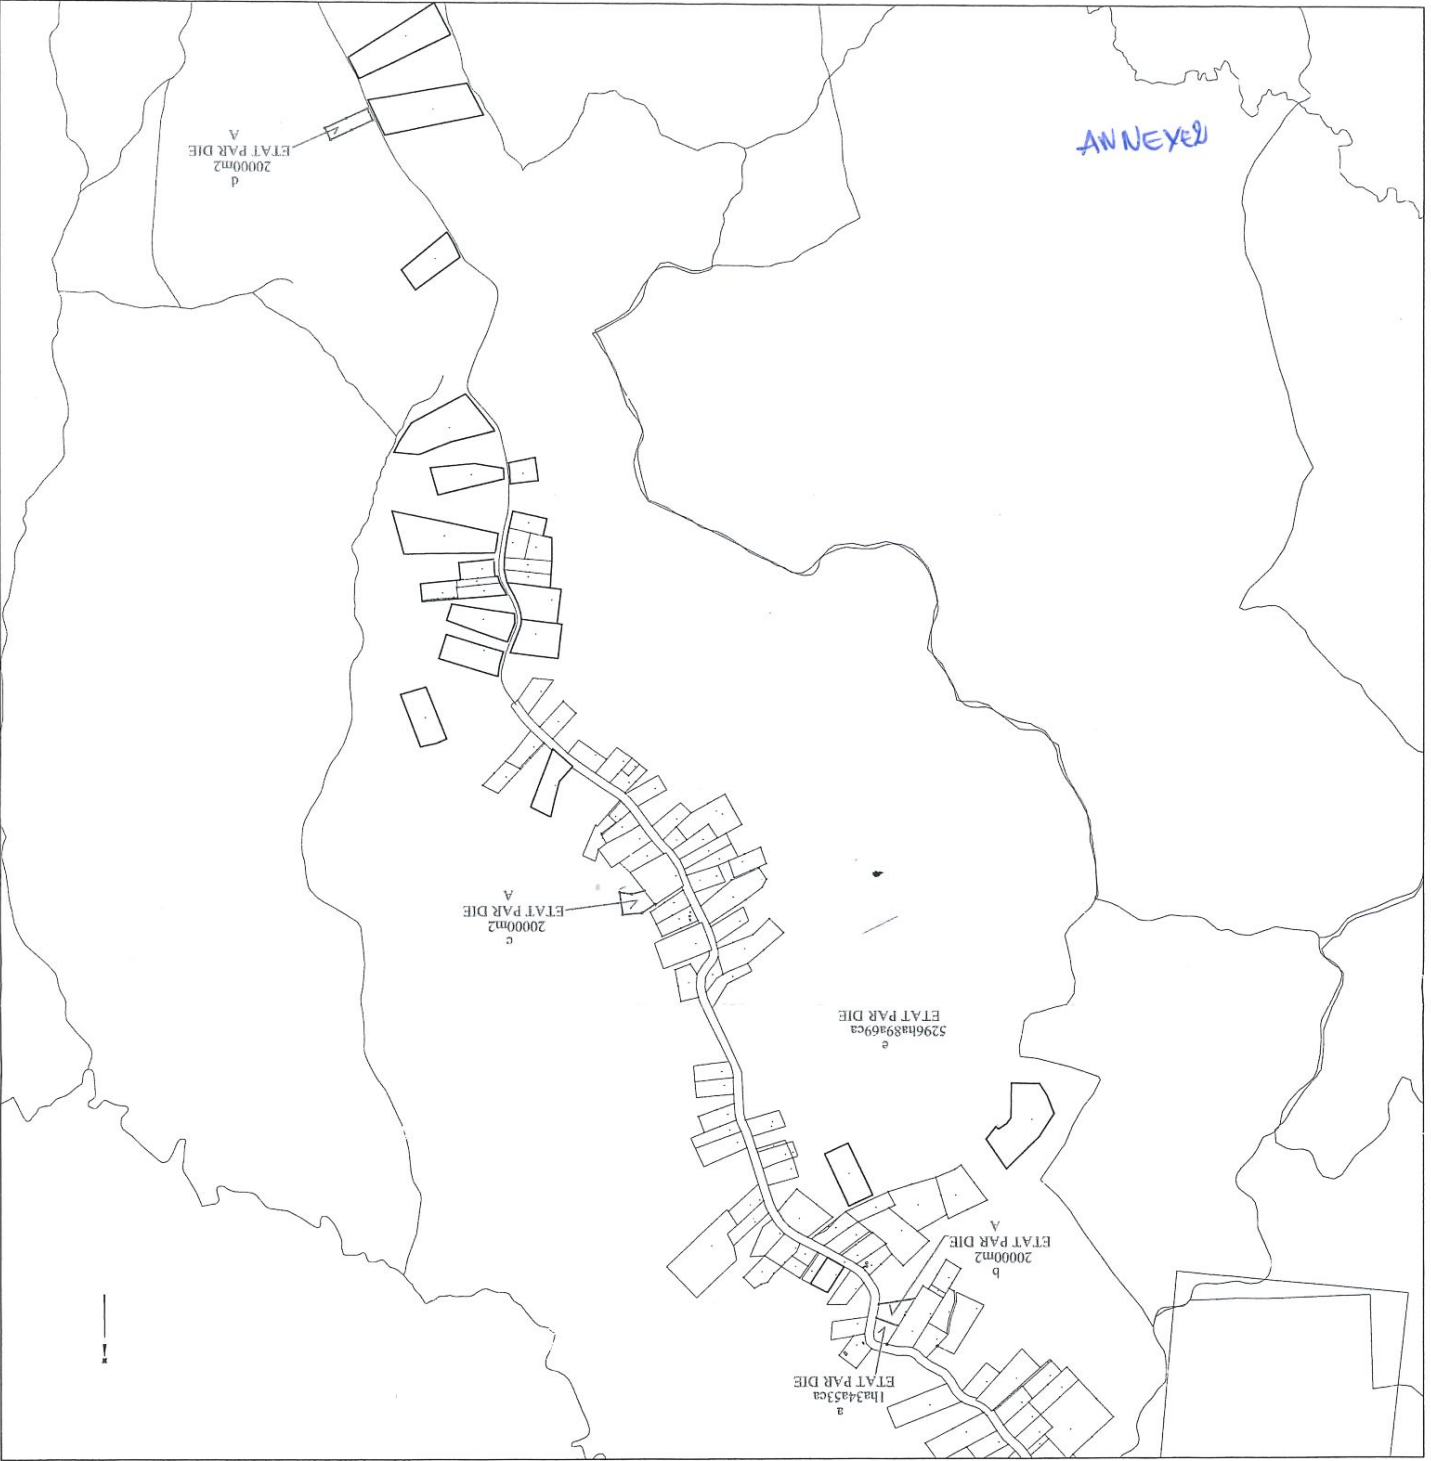 ANNEXE2
d
20000m2
ETAT PAR DIE
A
c
20000m2
ETAT PAR DIE
A
e
5296ha89a69ca
ETAT PAR DIE
b
20000m2
ETAT PAR DIE
A
a
1ha34a53ca
ETAT PAR DIE